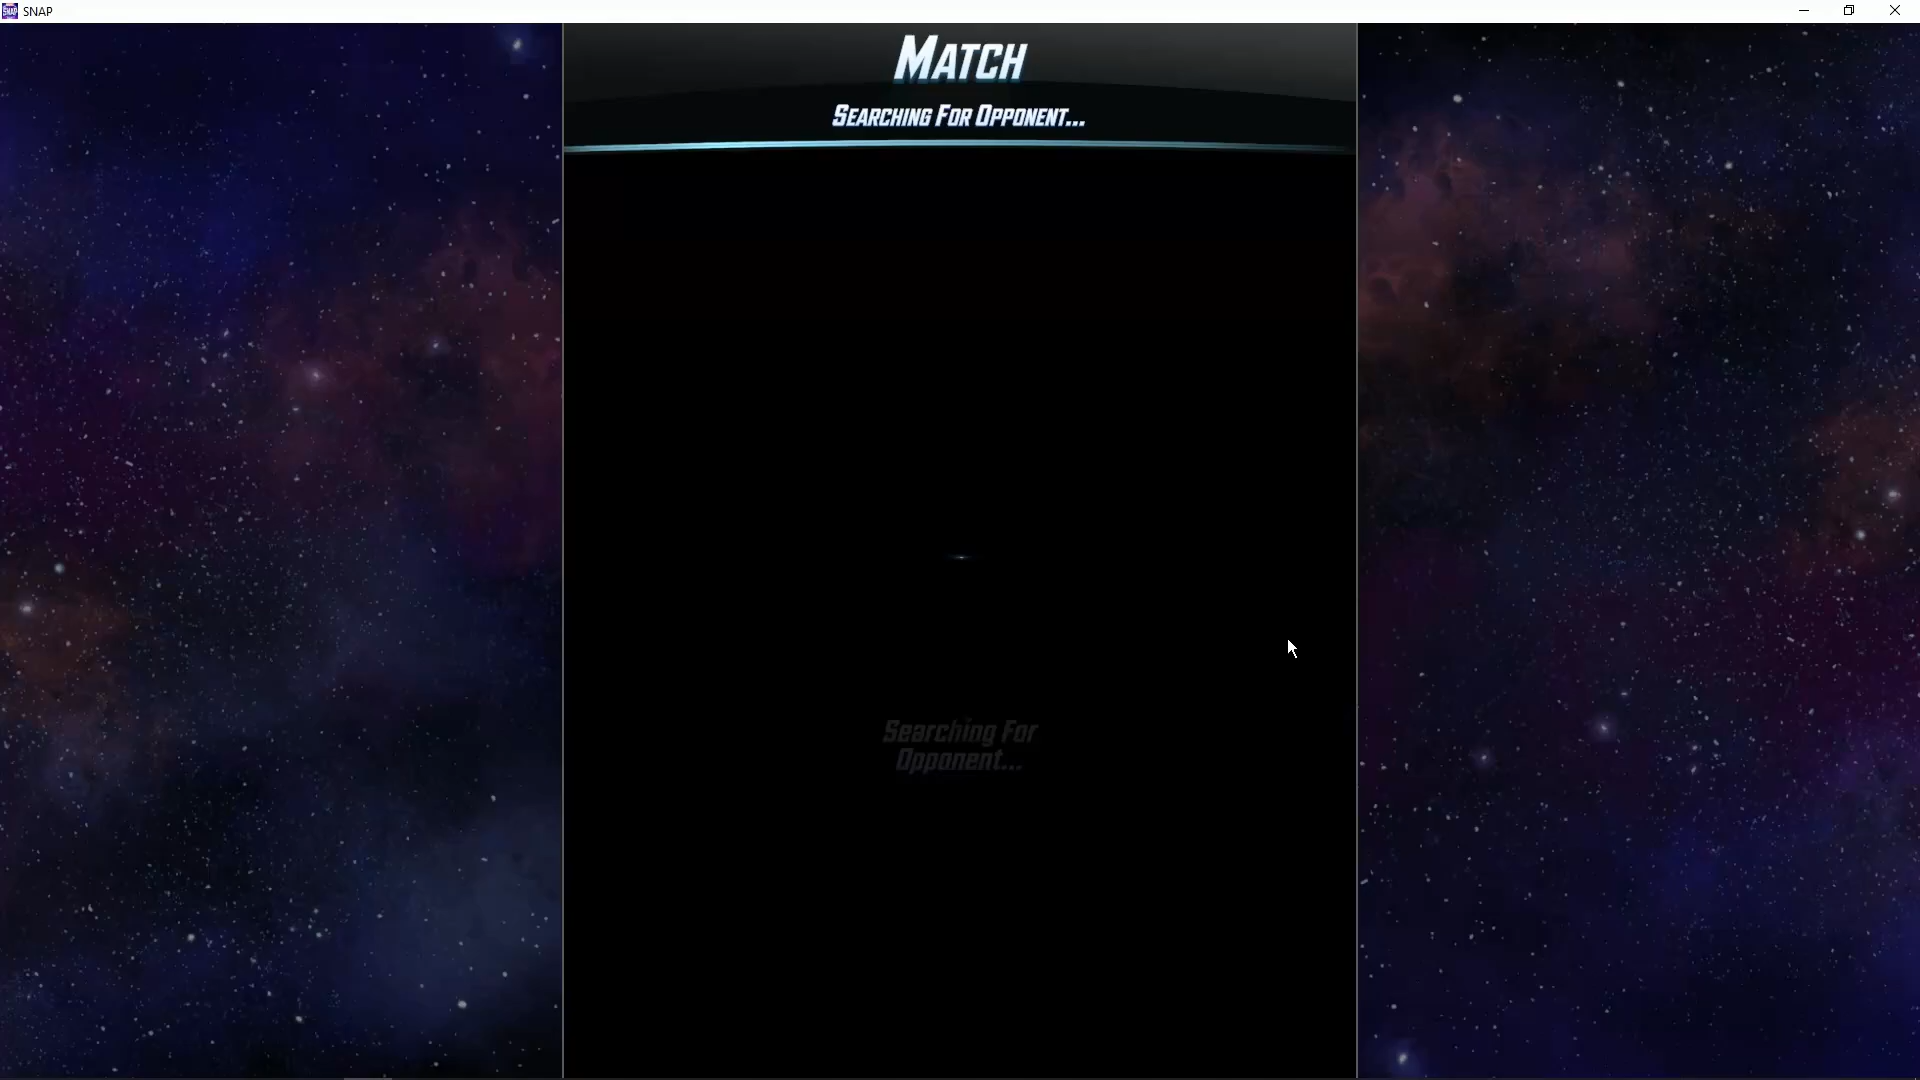 SNAP
MATCH
SEARCHING FOR OPPONENT...
Searching For
Opponent...